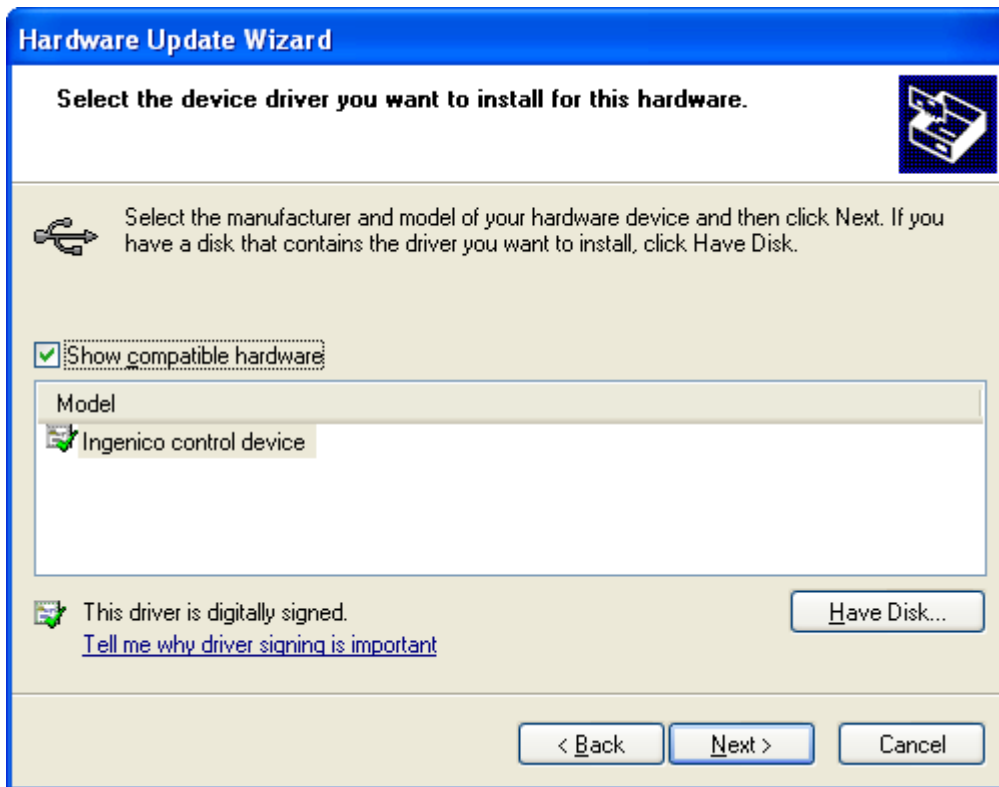 Hardware Update Wizard
Select the device driver you want to install for this hardware.
Select the manufacturer and model of your hardware device and then click Next. If you
have a disk that contains the driver you want to install, click Have Disk.
Show compatible hardware
Model
Ingenico control device
This driver is digitally signed.
Have Disk...
Tell me why driver signing is important
< Back
Next >
Cancel